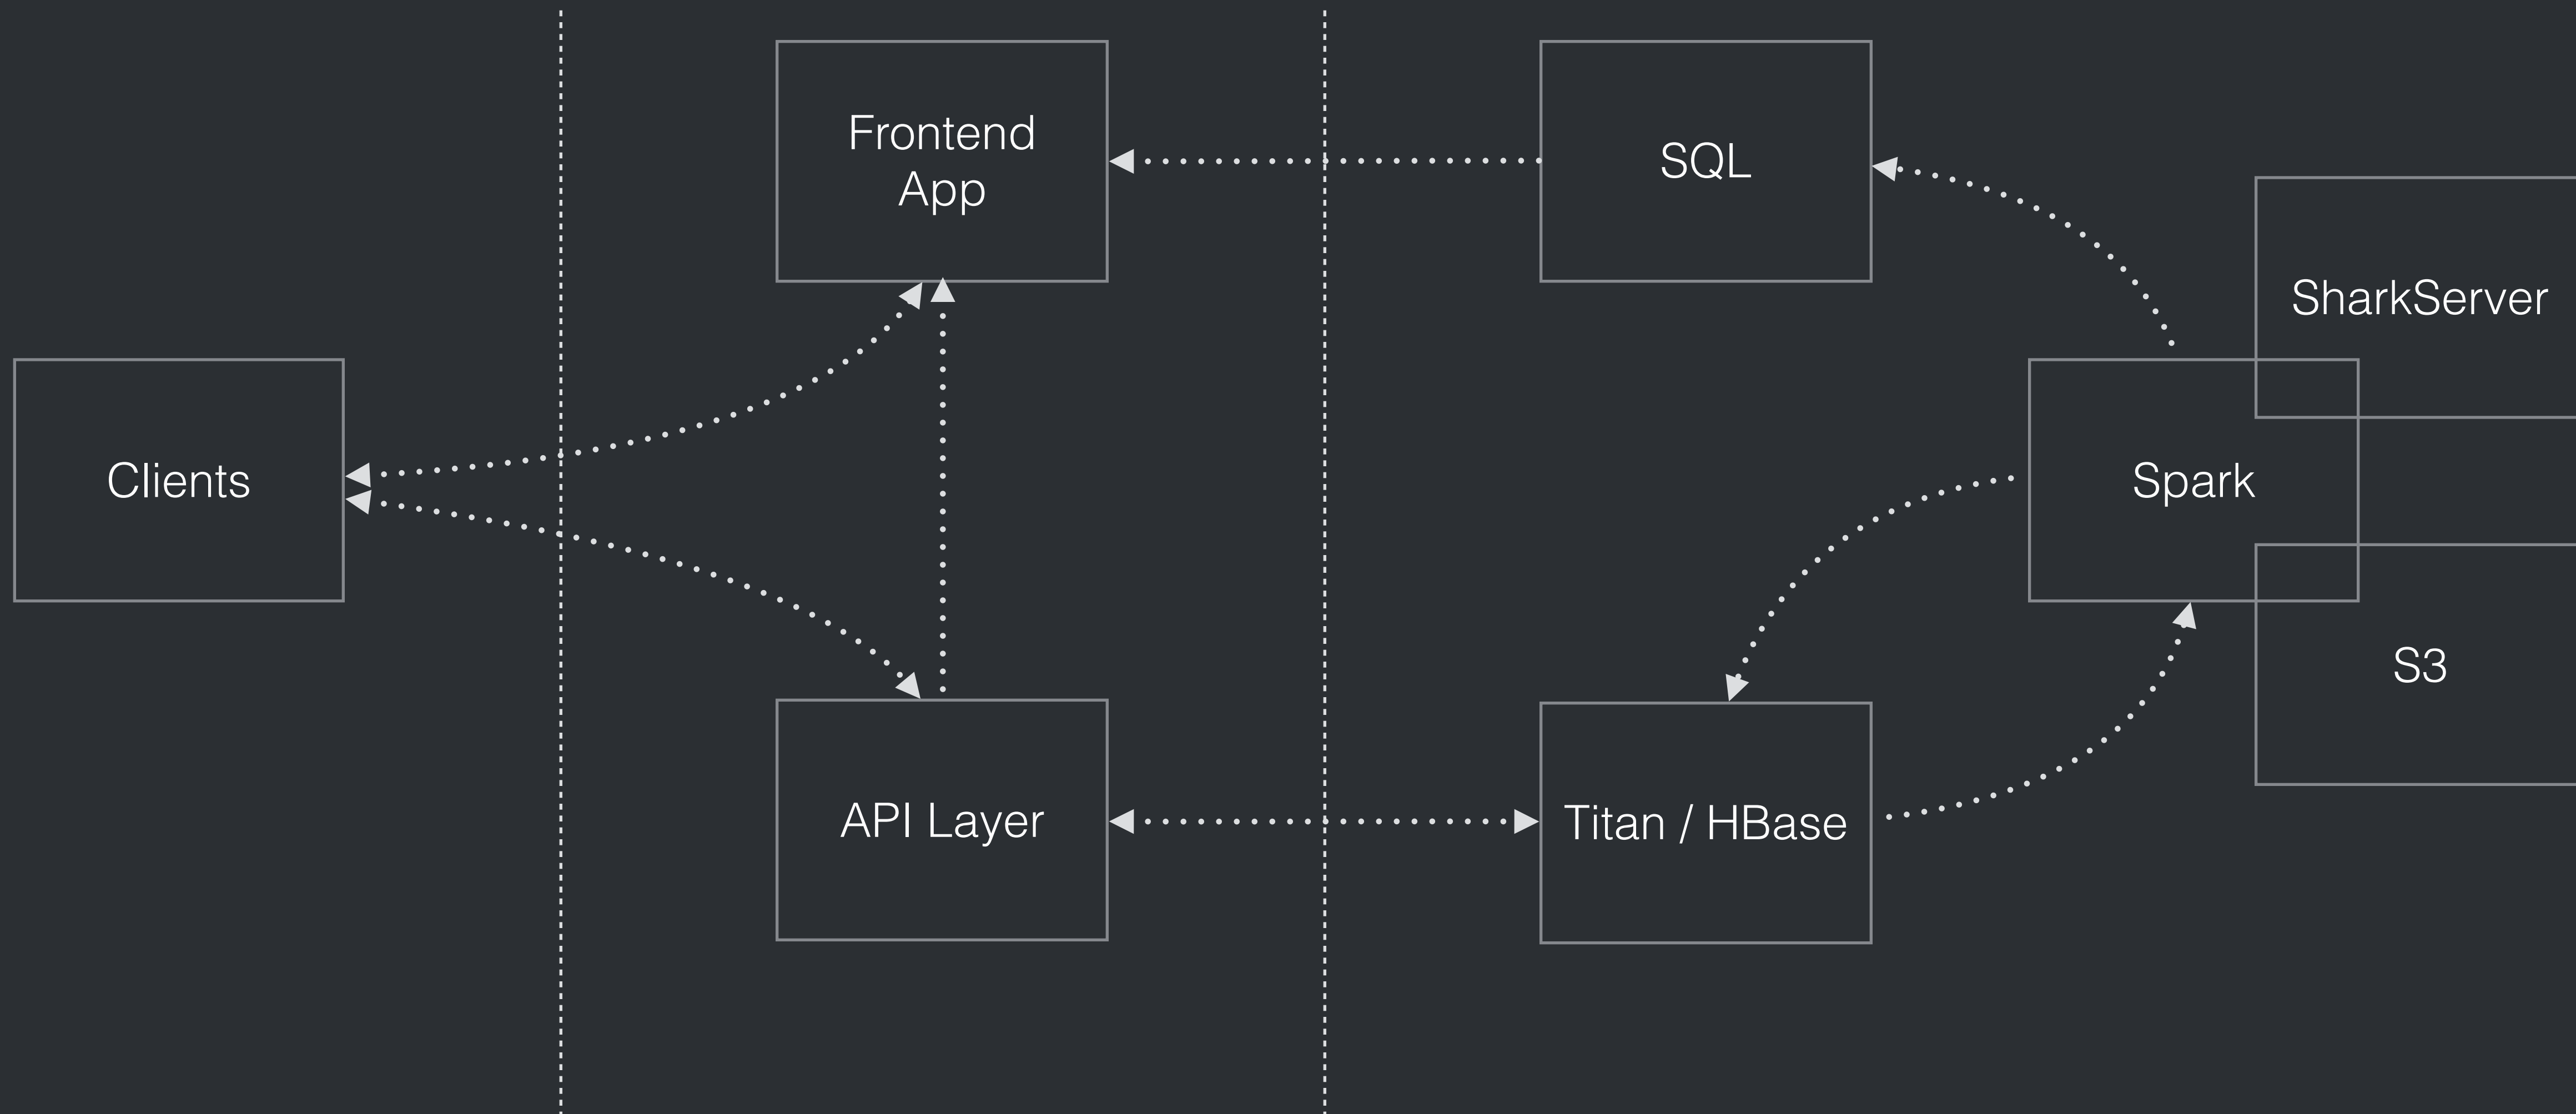 Frontend
App
SQL
SharkServer
Clients
Spark
S3
API Layer
Titan / HBase